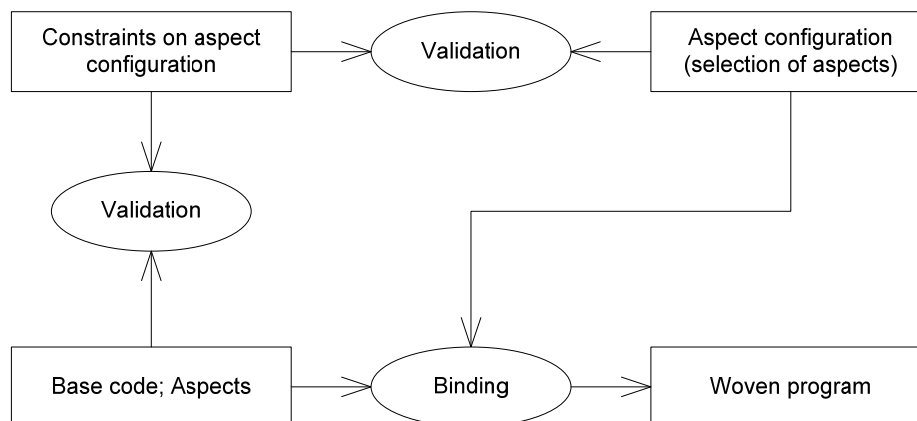 Constraints on aspect
configuration
Validation
Aspect configuration
(selection of aspects)
Validation
Base code; Aspects
Binding
Woven program